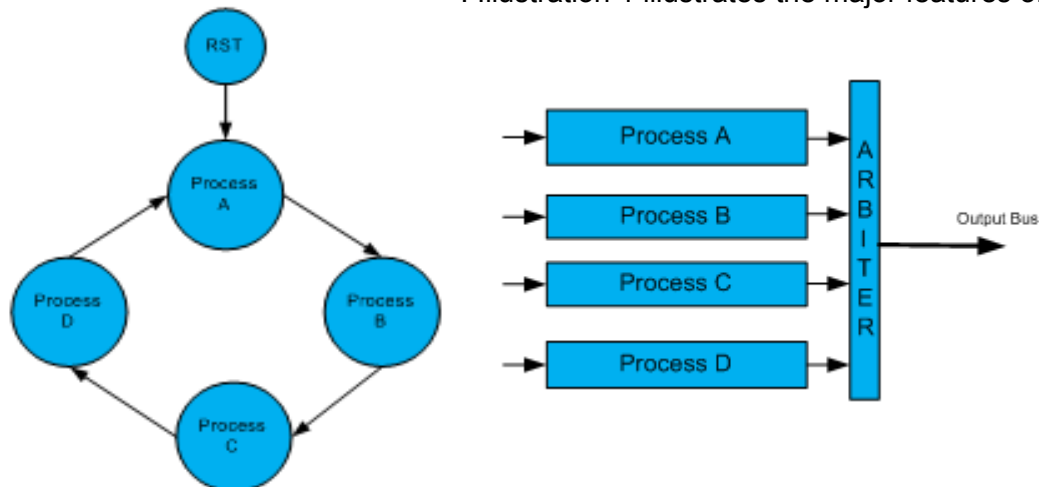 Illustration 1 illustrates the major features of
RST
Process
A
Process
B
Process
C
Process
D
Process A
Process B
Process C
Process D
A
R
B
I
T
E
R
Output Bus